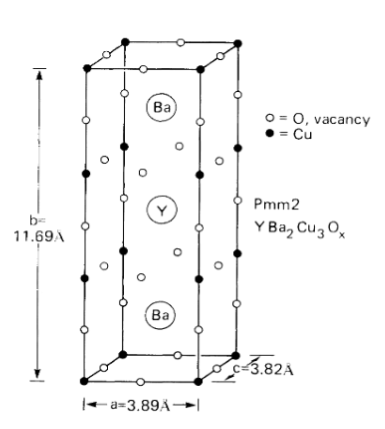 Ba
○ = O, vacancy
● = Cu
Y
Pmm2
YBa₂Cu₃Oₓ
b=
11.69Å
Ba
c=3.82Å
a=3.89Å